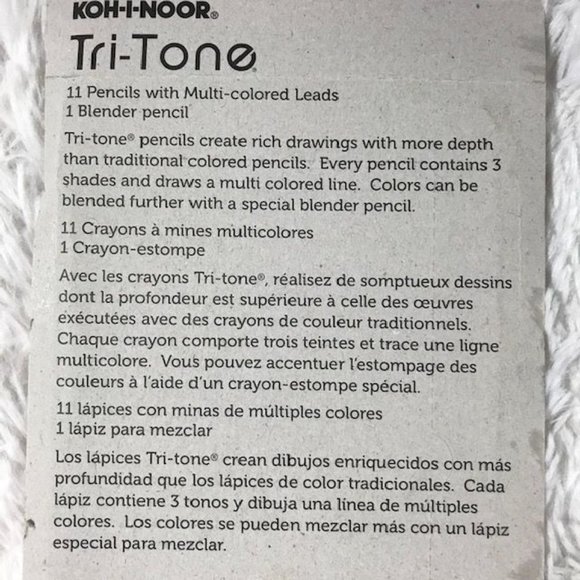 KOH-I-NOOR®
Tri-Tone®
11 Pencils with Multi-colored Leads
1 Blender pencil
Tri-tone® pencils create rich drawings with more depth
than traditional colored pencils. Every pencil contains 3
shades and draws a multi colored line. Colors can be
blended further with a special blender pencil.
11 Crayons à mines multicolores
1 Crayon-estompe
Avec les crayons Tri-tone®, réalisez de somptueux dessins
dont la profondeur est supérieure à celle des œuvres
exécutées avec des crayons de couleur traditionnels.
Chaque crayon comporte trois teintes et trace une ligne
multicolore. Vous pouvez accentuer l'estompage des
couleurs à l'aide d'un crayon-estompe spécial.
11 lápices con minas de múltiples colores
1 lápiz para mezclar
Los lápices Tri-tone® crean dibujos enriquecidos con más
profundidad que los lápices de color tradicionales. Cada
lápiz contiene 3 tonos y dibuja una línea de múltiples
colores. Los colores se pueden mezclar más con un lápiz
especial para mezclar.